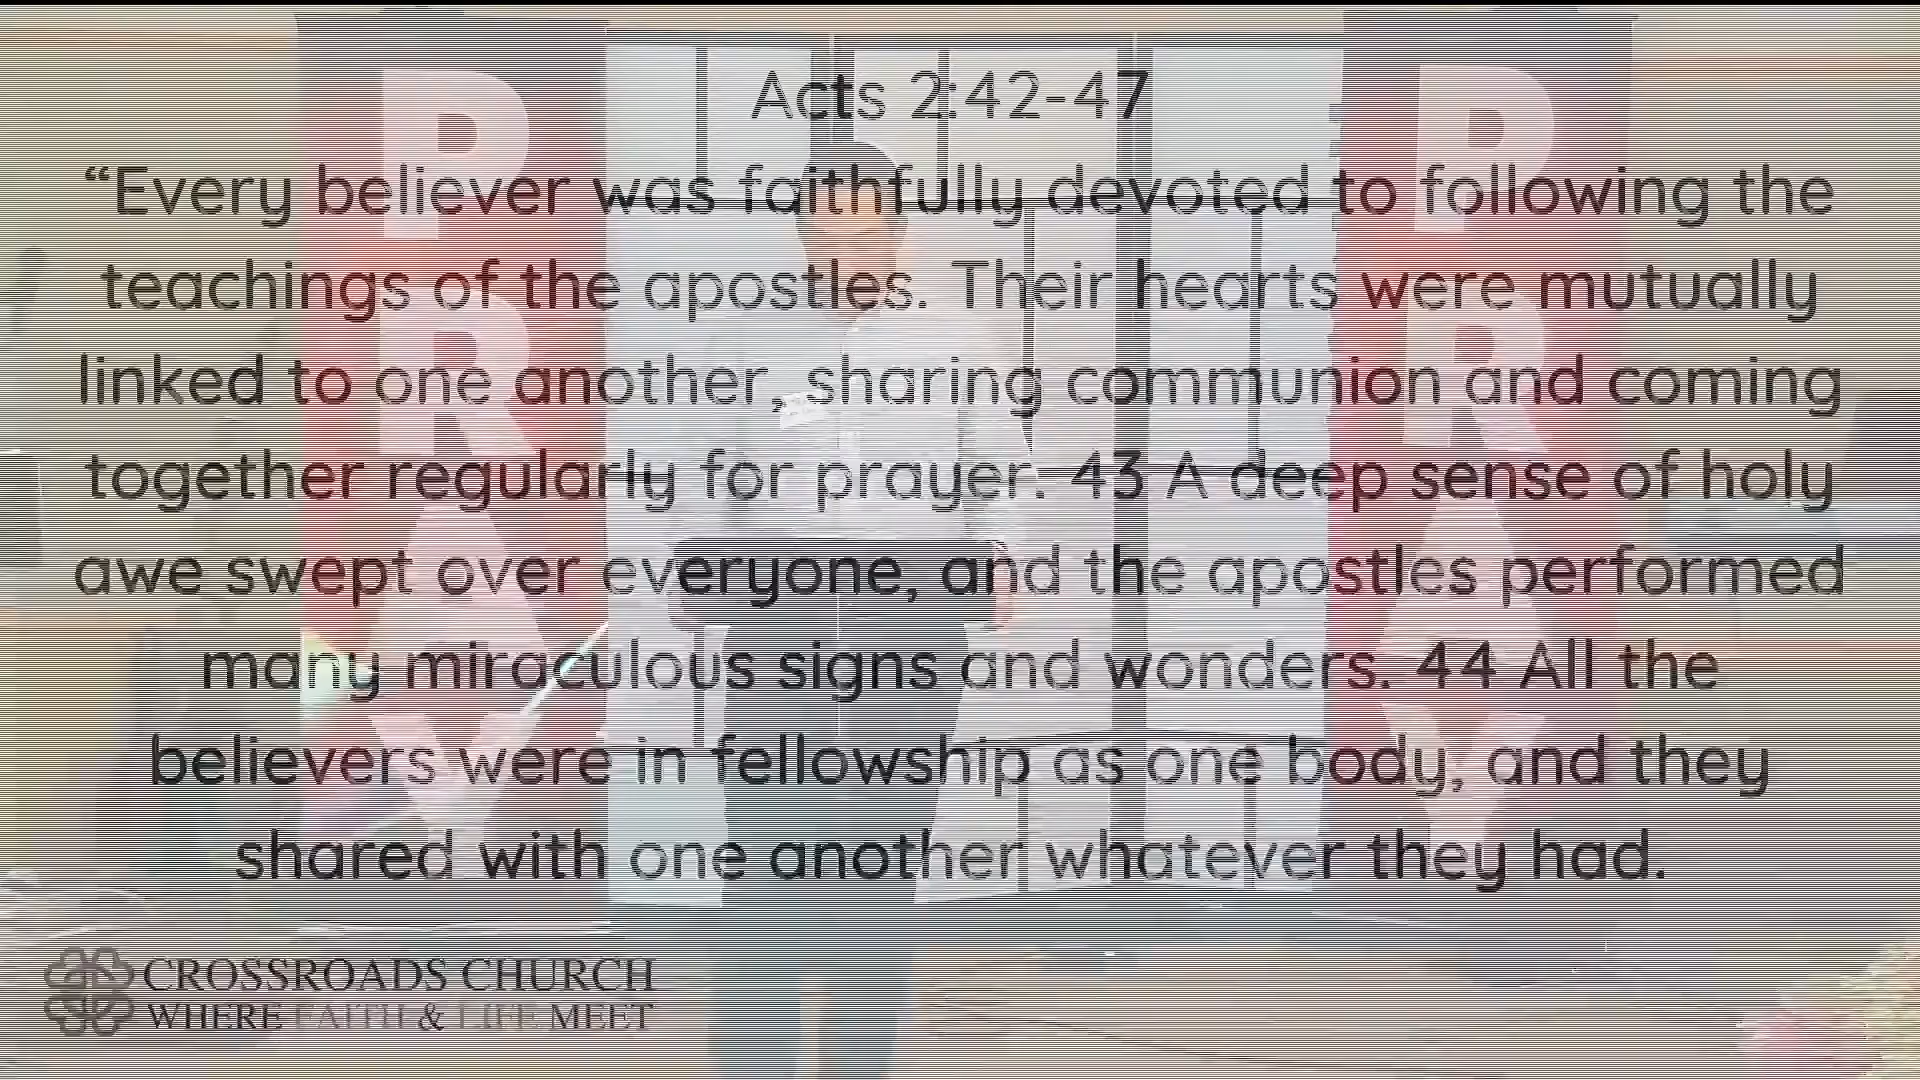 Acts 2:42-47
“Every believer was faithfully devoted to following the
teachings of the apostles. Their hearts were mutually
linked to one another, sharing communion and coming
together regularly for prayer. 43 A deep sense of holy
awe swept over everyone, and the apostles performed
many miraculous signs and wonders. 44 All the
believers were in fellowship as one body, and they
shared with one another whatever they had.
PRAY
PRAY
CROSSROADS CHURCH
WHERE FAITH & LIFE MEET